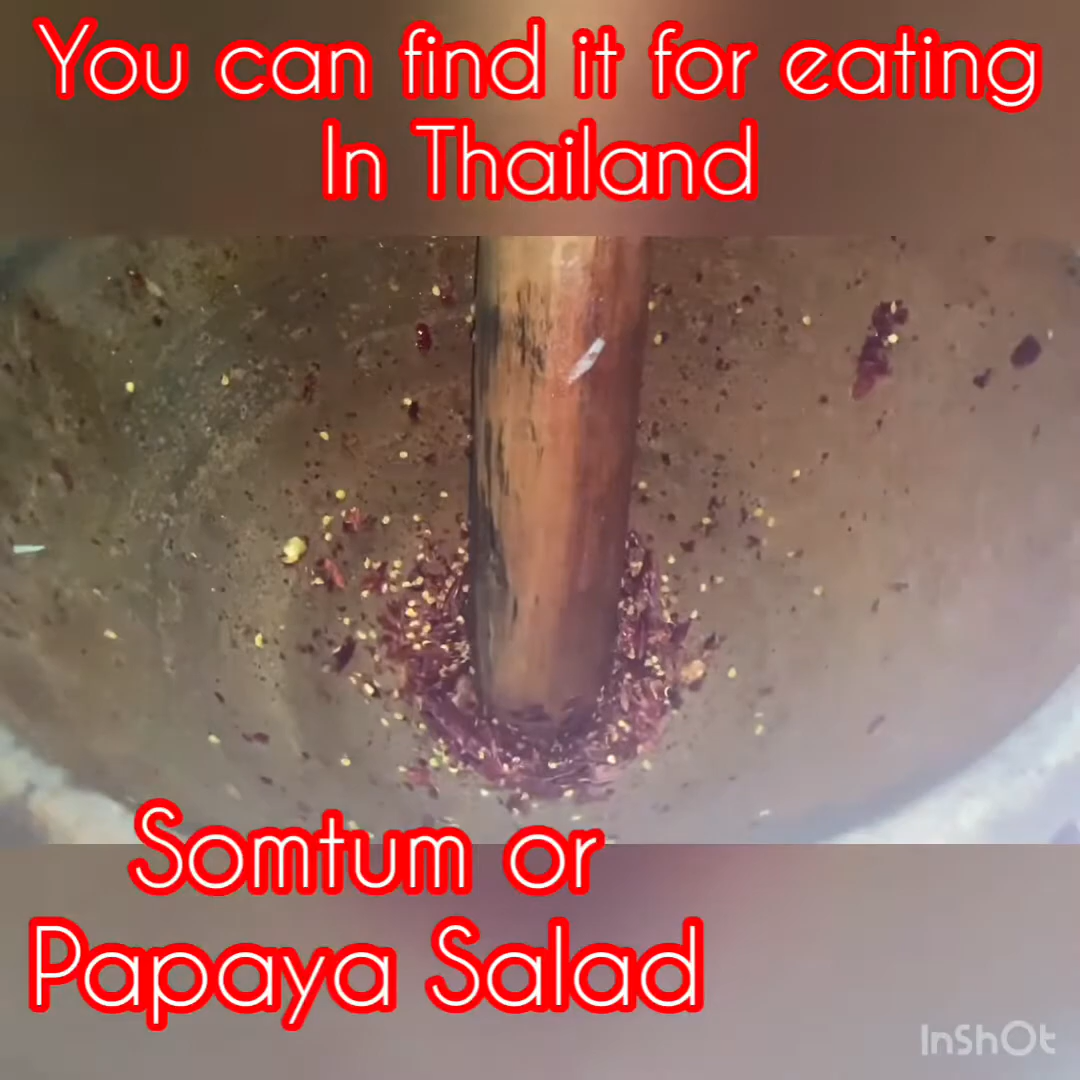 You can find it for eating
In Thailand
Somtum or
Papaya Salad
InShOt